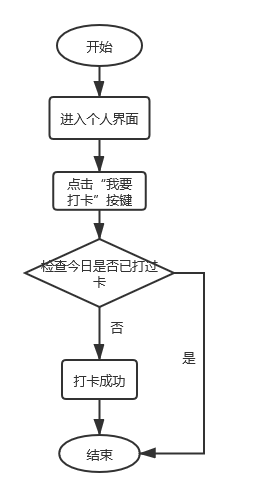 开始
进入个人界面
点击“我要
打卡”按键
检查今日是否已打过
卡
否
是
打卡成功
结束